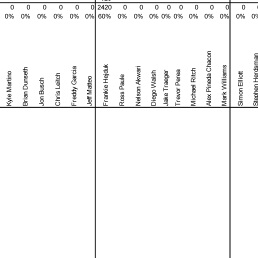 0 0 0 0 0 0 2420 0 0 0 0 0 0 0 0 0 0
0% 0% 0% 0% 0% 0% 60% 0% 0% 0% 0% 0% 0% 0% 0% 0%
Kyle Martino
Brian Dunseth
Jon Busch
Chris Leitch
Freddy Garcia
Jeff Matteo
Frankie Hejduk
Ross Paule
Nelson Akwari
Diego Walsh
Jake Traeger
Trevor Perea
Michael Ritch
Alex Pineda Chacon
Mark Williams
Simon Elliott
Stephen Herdsman